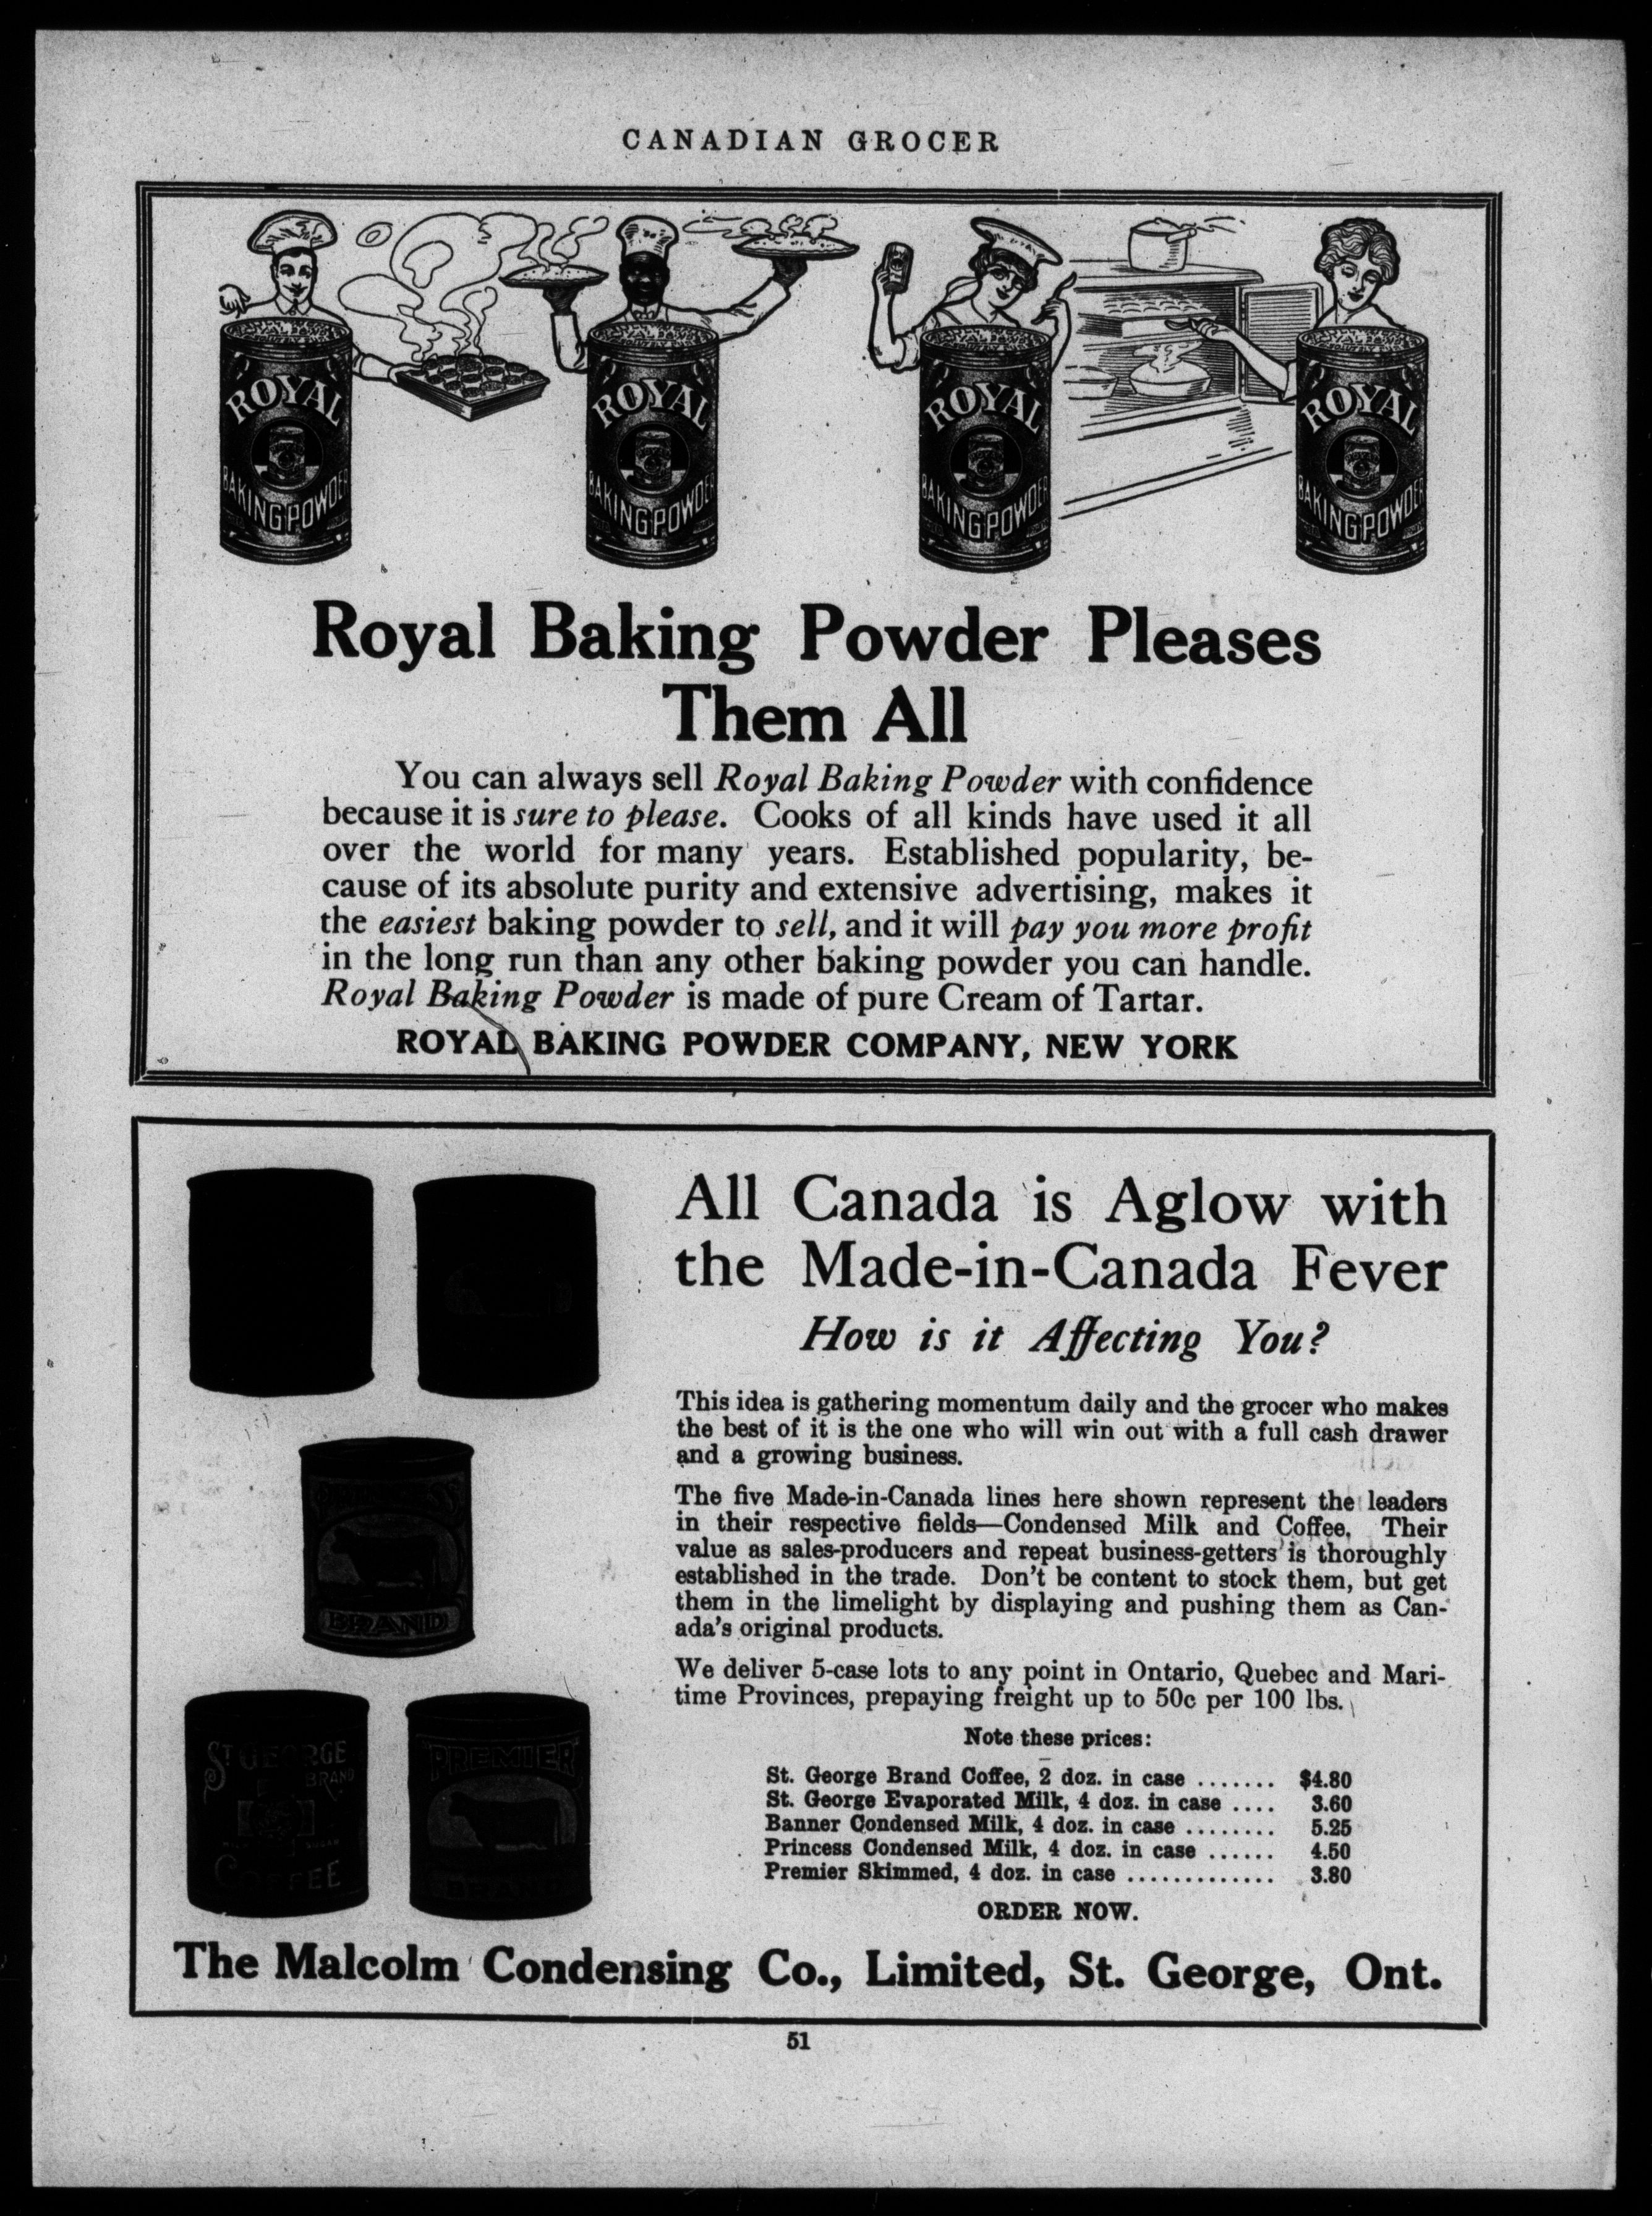 CANADIAN GROCER
ROYAL
BAKING POWDER
ROYAL
BAKING POWDER
ROYAL
BAKING POWDER
ROYAL
BAKING POWDER
Royal Baking Powder Pleases
Them All
You can always sell Royal Baking Powder with confidence
because it is sure to please. Cooks of all kinds have used it all
over the world for many years. Established popularity, be-
cause of its absolute purity and extensive advertising, makes it
the easiest baking powder to sell, and it will pay you more profit
in the long run than any other baking powder you can handle.
Royal Baking Powder is made of pure Cream of Tartar.
ROYAL BAKING POWDER COMPANY, NEW YORK
All Canada is Aglow with
the Made-in-Canada Fever
How is it Affecting You?
This idea is gathering momentum daily and the grocer who makes
the best of it is the one who will win out with a full cash drawer
and a growing business.
The five Made-in-Canada lines here shown represent the leaders
in their respective fields—Condensed Milk and Coffee. Their
value as sales-producers and repeat business-getters is thoroughly
established in the trade. Don't be content to stock them, but get
them in the limelight by displaying and pushing them as Can-
ada's original products.
We deliver 5-case lots to any point in Ontario, Quebec and Mari-
time Provinces, prepaying freight up to 50c per 100 lbs.
Note these prices:
St. George Brand Coffee, 2 doz. in case ....... $4.80
St. George Evaporated Milk, 4 doz. in case .... 3.60
Banner Condensed Milk, 4 doz. in case ........ 5.25
Princess Condensed Milk, 4 doz. in case ...... 4.50
Premier Skimmed, 4 doz. in case ............. 3.80
ORDER NOW.
PRINCESS
BRAND
ST GEORGE
BRAND
COFFEE
"PREMIER"
BRAND
The Malcolm Condensing Co., Limited, St. George, Ont.
51